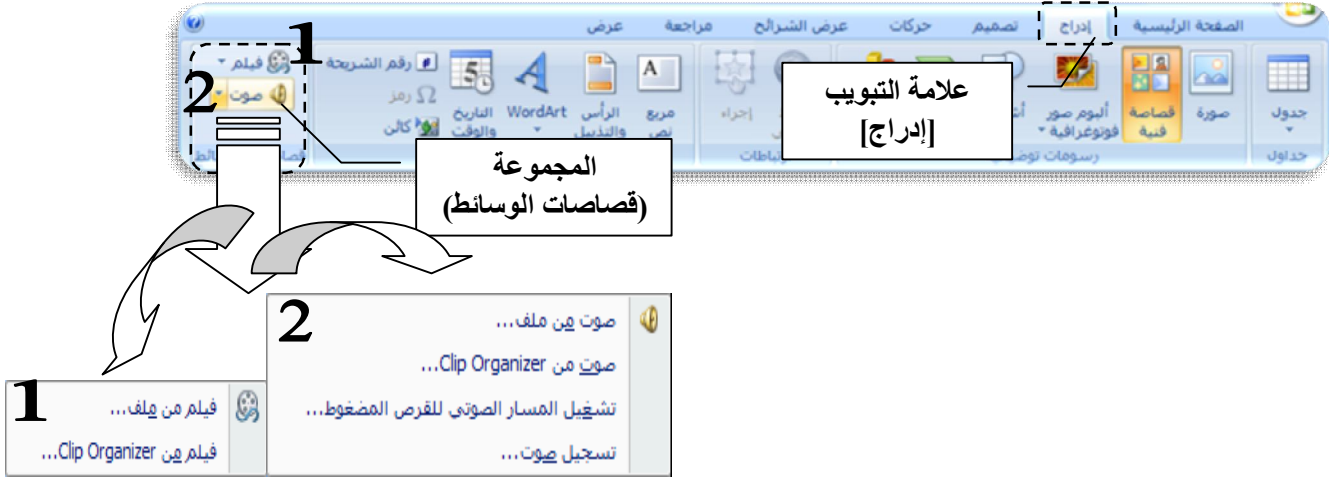 الصفحة الرئيسية إدراج تصميم حركات عرض الشرائح مراجعة عرض
جدول
جداول
صورة
قصاصة فنية
ألبوم صور
فوتوغرافية
رسومات
علامة التبويب
[إدراج]
إجراء
مربع
نص
الرأس
والتذييل
WordArt
التاريخ
والوقت
رقم الشريحة
رمز
كائن
1
فيلم
2
صوت
المجموعة
(قصاصات الوسائط)
2
صوت من ملف...
صوت من Clip Organizer...
تشغيل المسار الصوتي للقرص المضغوط...
تسجيل صوت...
1
فيلم من ملف...
فيلم من Clip Organizer...